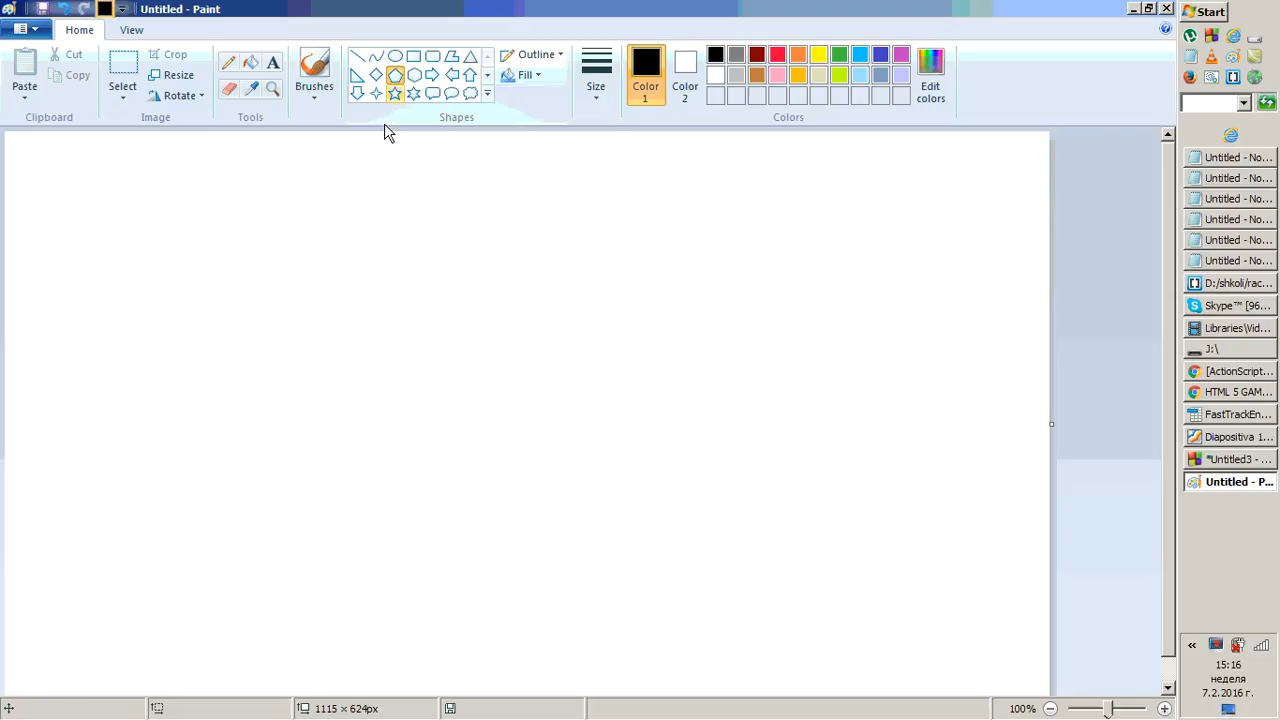 Untitled - Paint
Home
View
Paste
Cut
Copy
Clipboard
Select
Crop
Resize
Rotate
Image
A
Tools
Brushes
Outline
Fill
Shapes
Size
Color
1
Color
2
Edit
colors
Colors
1115 × 624px
100%
Start
Untitled - No...
Untitled - No...
Untitled - No...
Untitled - No...
Untitled - No...
Untitled - No...
D:/shkoli/rac...
Skype™ [96...
Libraries\Vid...
J:\
[ActionScript...
HTML 5 GAM...
FastTrackEn...
Diapositiva 1...
*Untitled3 - ...
Untitled - P...
15:16
неделя
7.2.2016 г.